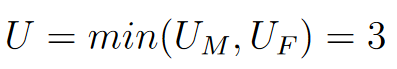 U = min(U_M, U_F) = 3